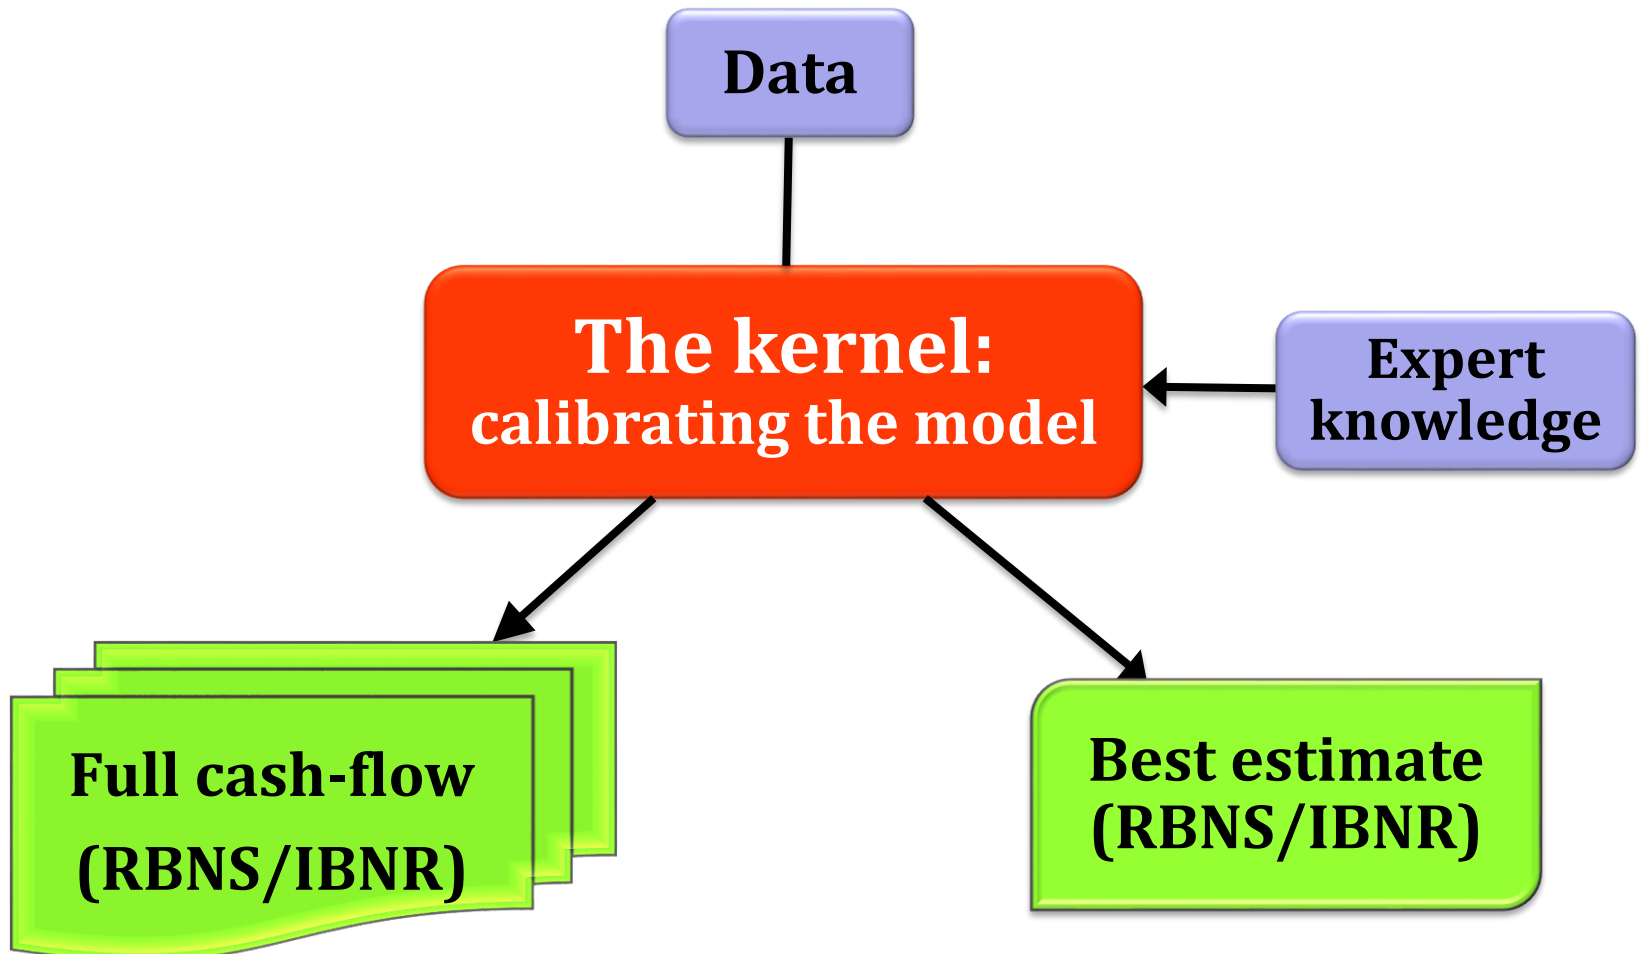 Data
The kernel:
calibrating the model
Expert
knowledge
Full cash-flow
(RBNS/IBNR)
Best estimate
(RBNS/IBNR)